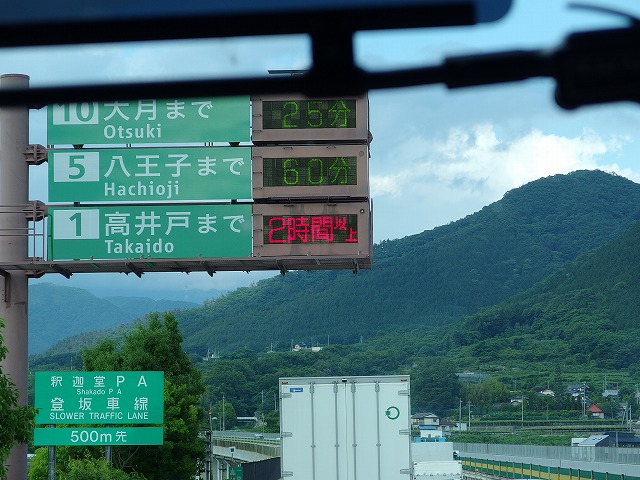 10 大月まで 25分
Otsuki
5 八王子まで 60分
Hachioji
1 高井戸まで 2時間以上
Takaido
釈迦堂 PA
Shakado PA
登坂車線
SLOWER TRAFFIC LANE
500m先